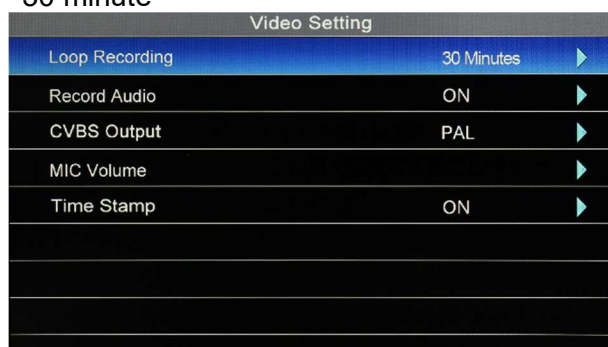 Video Setting
Loop Recording 30 Minutes
Record Audio ON
CVBS Output PAL
MIC Volume
Time Stamp ON